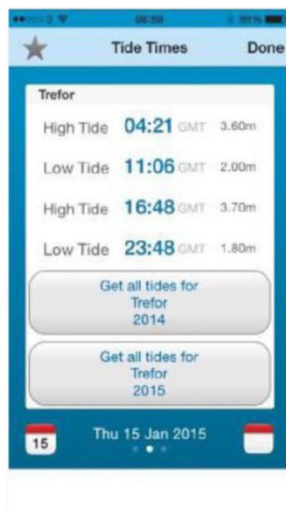 3 08:59 86%
Tide Times Done
Trefor
High Tide 04:21 GMT 3.60m
Low Tide 11:06 GMT 2.00m
High Tide 16:48 GMT 3.70m
Low Tide 23:48 GMT 1.80m
Get all tides for
Trefor
2014
Get all tides for
Trefor
2015
15 Thu 15 Jan 2015